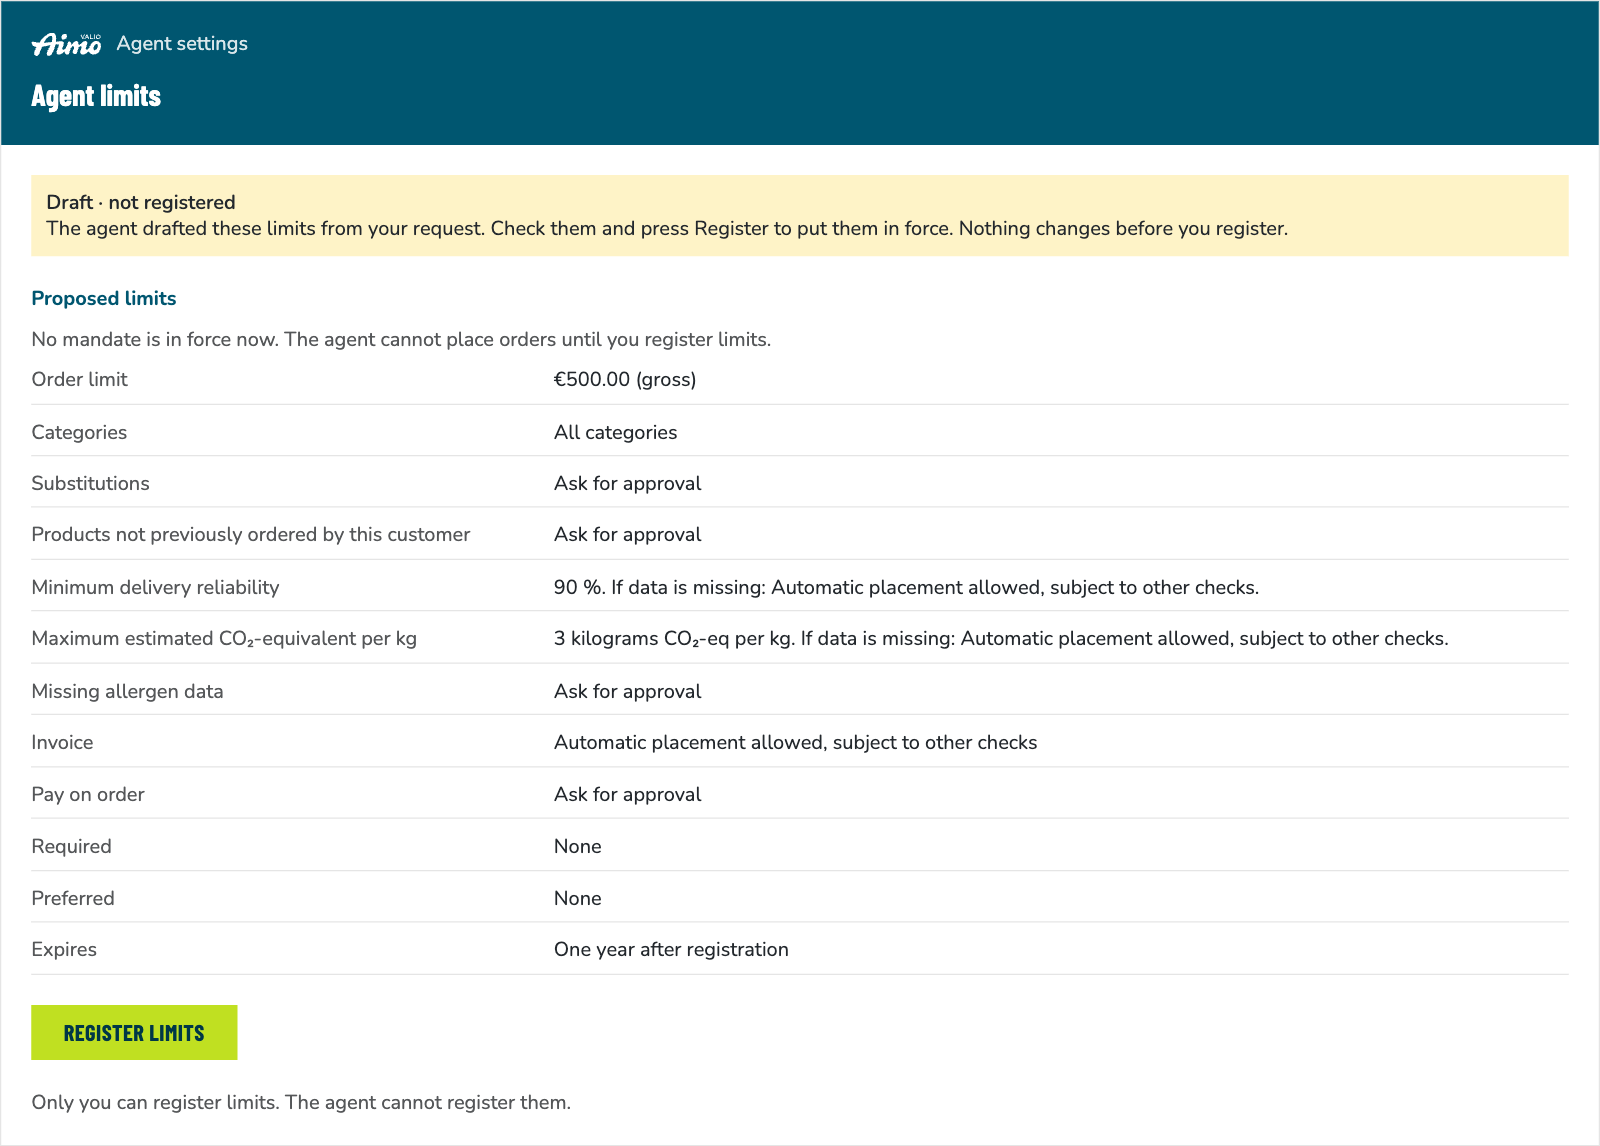 Aimo VALIO Agent settings
Agent limits
Draft · not registered
The agent drafted these limits from your request. Check them and press Register to put them in force. Nothing changes before you register.
Proposed limits
No mandate is in force now. The agent cannot place orders until you register limits.
Order limit €500.00 (gross)
Categories All categories
Substitutions Ask for approval
Products not previously ordered by this customer Ask for approval
Minimum delivery reliability 90 %. If data is missing: Automatic placement allowed, subject to other checks.
Maximum estimated CO₂-equivalent per kg 3 kilograms CO₂-eq per kg. If data is missing: Automatic placement allowed, subject to other checks.
Missing allergen data Ask for approval
Invoice Automatic placement allowed, subject to other checks
Pay on order Ask for approval
Required None
Preferred None
Expires One year after registration
REGISTER LIMITS
Only you can register limits. The agent cannot register them.